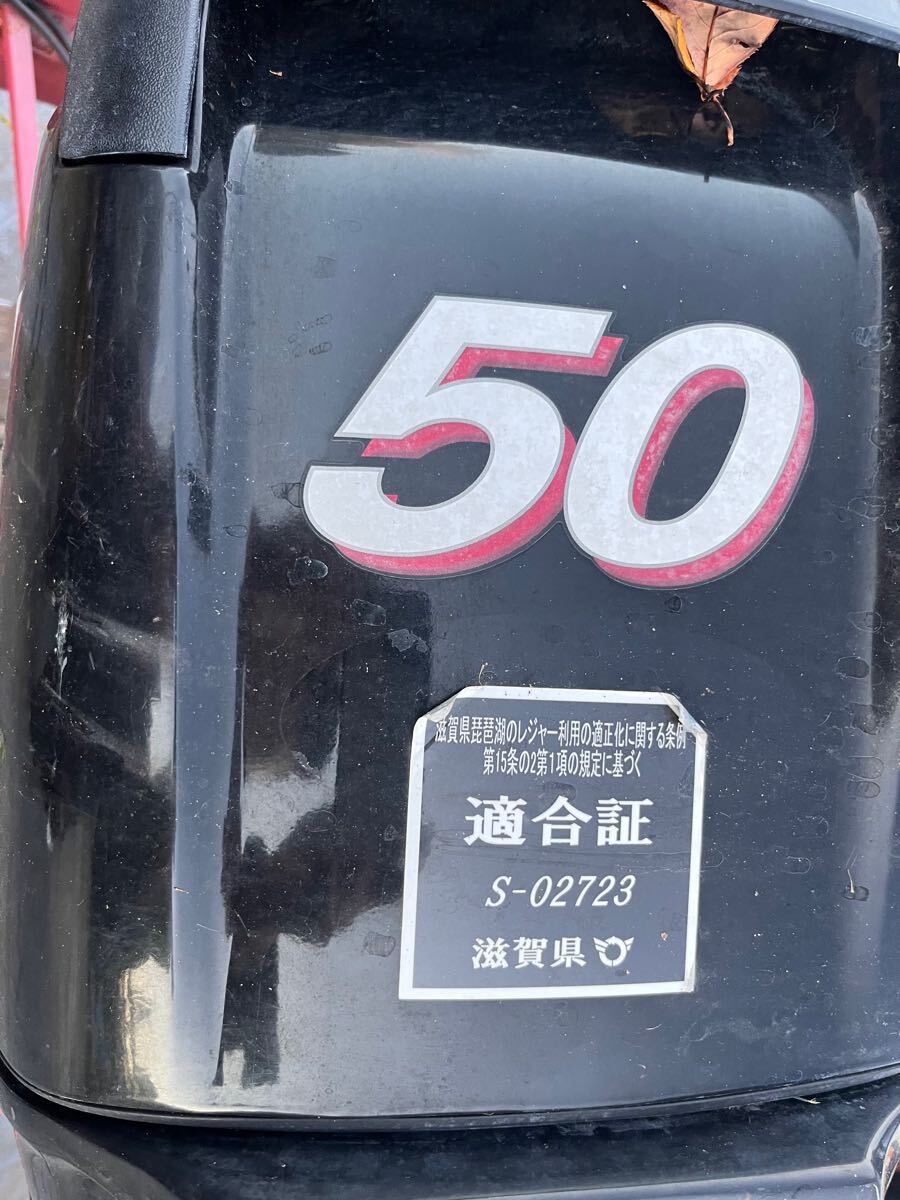 50
滋賀県琵琶湖のレジャー利用の適正化に関する条例
第15条の2第1項の規定に基づく
適合証
S-02723
滋賀県